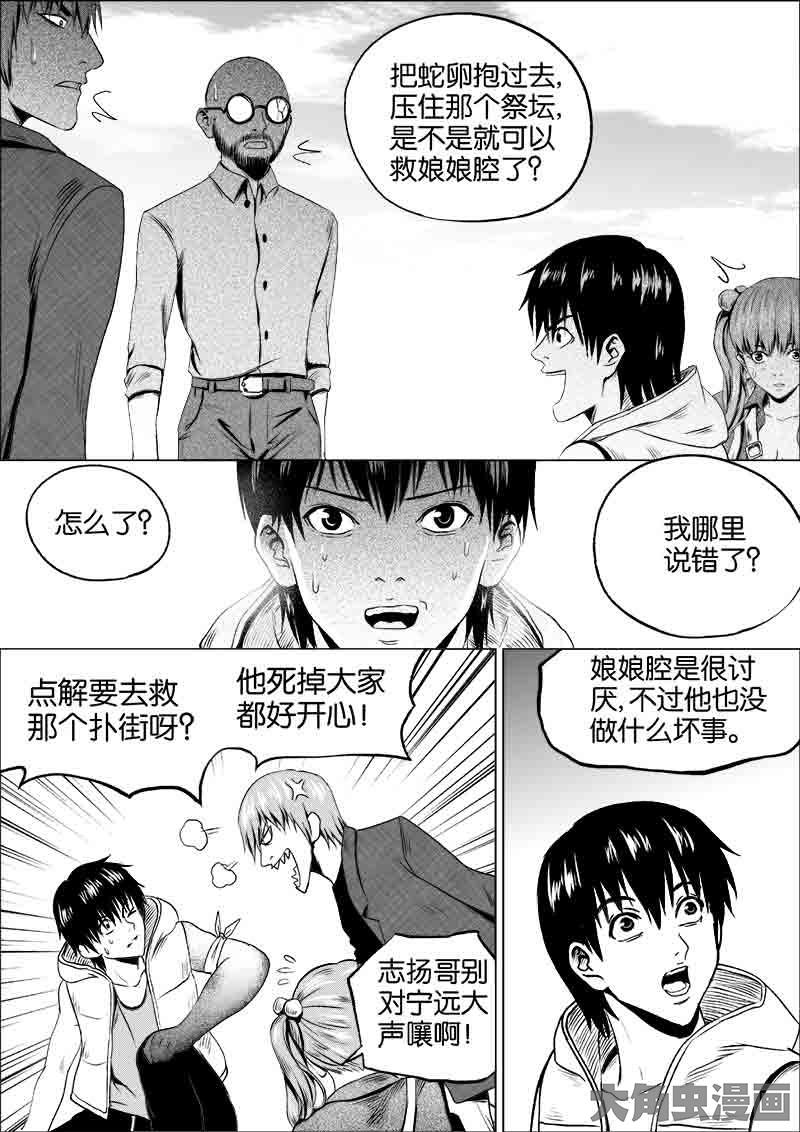 把蛇卵抱过去，
压住那个祭坛，
是不是就可以
救娘娘腔了？
怎么了？
我哪里
说错了？
点解要去救
那个扑街呀？
他死掉大家
都好开心！
志扬哥别
对宁远大
声嚷啊！
娘娘腔是很讨
厌，不过他也没
做什么坏事。
大角虫漫画